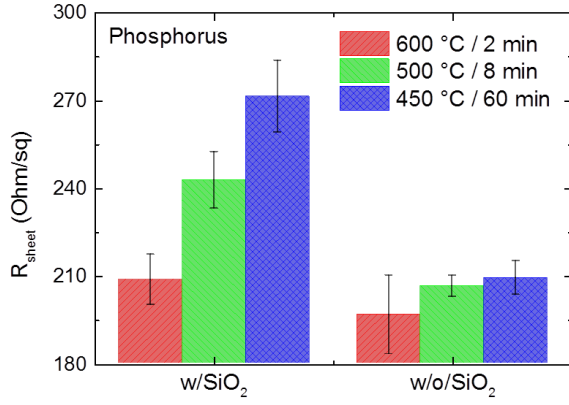 Phosphorus
600 °C / 2 min
500 °C / 8 min
450 °C / 60 min
R_sheet (Ohm/sq)
300
270
240
210
180
w/SiO₂
w/o/SiO₂